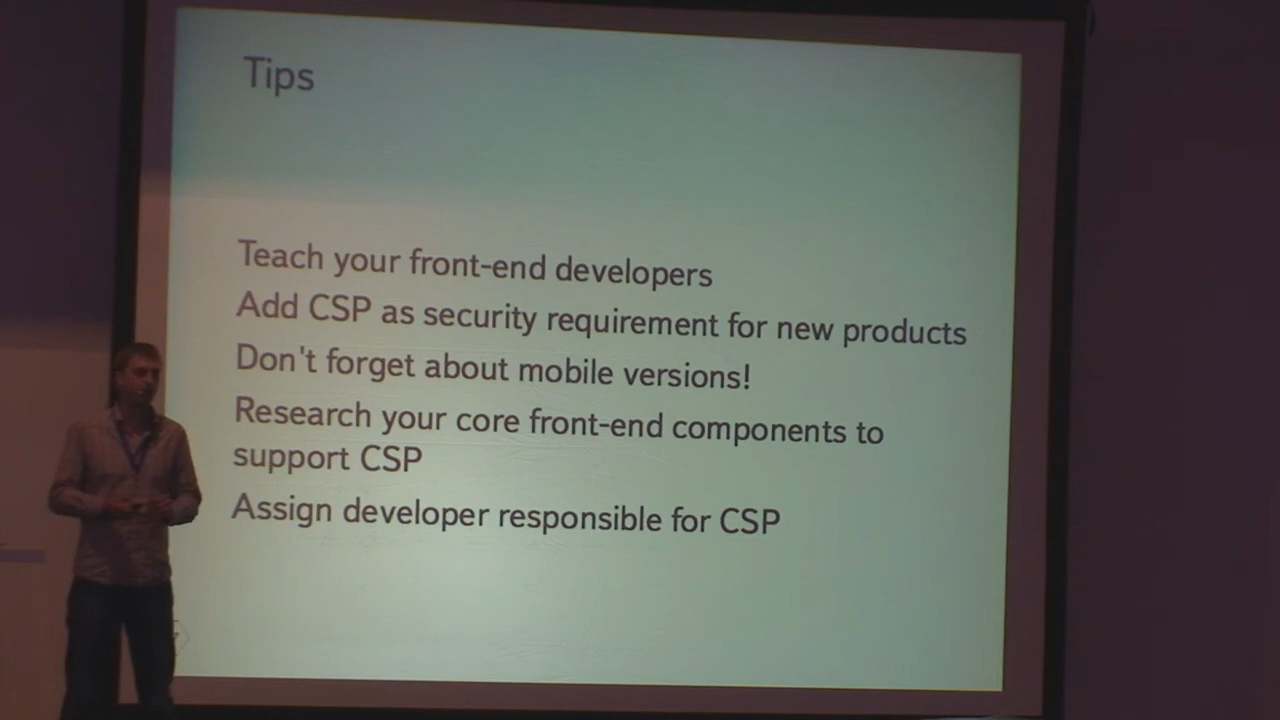 Tips
Teach your front-end developers
Add CSP as security requirement for new products
Don't forget about mobile versions!
Research your core front-end components to
support CSP
Assign developer responsible for CSP